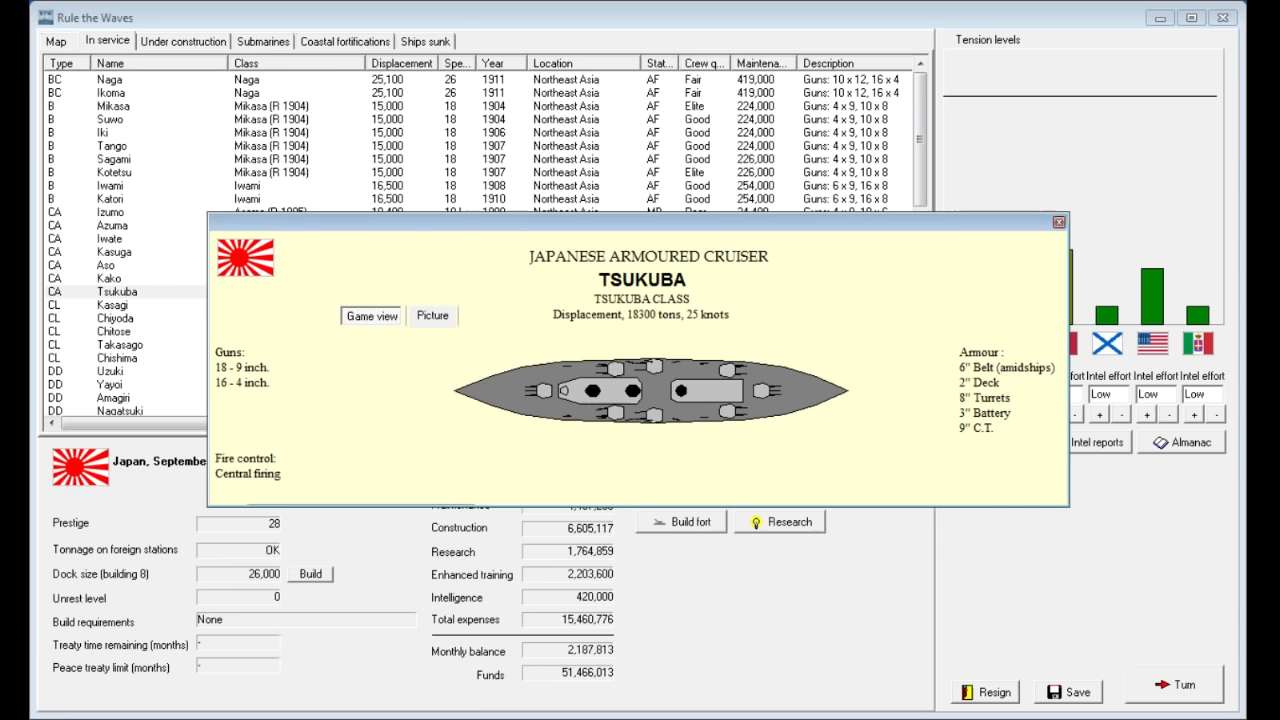 Rule the Waves
Map In service Under construction Submarines Coastal fortifications Ships sunk
Type Name Class Displacement Spe... Year Location Stat... Crew q... Maintena... Description
BC Naga Naga 25,100 26 1911 Northeast Asia AF Fair 419,000 Guns: 10 x 12, 16 x 4
BC Ikoma Naga 25,100 26 1911 Northeast Asia AF Fair 419,000 Guns: 10 x 12, 16 x 4
B Mikasa Mikasa (R 1904) 15,000 18 1904 Northeast Asia AF Elite 224,000 Guns: 4 x 9, 10 x 8
B Suwo Mikasa (R 1904) 15,000 18 1904 Northeast Asia AF Good 224,000 Guns: 4 x 9, 10 x 8
B Iki Mikasa (R 1904) 15,000 18 1906 Northeast Asia AF Good 224,000 Guns: 4 x 9, 10 x 8
B Tango Mikasa (R 1904) 15,000 18 1907 Northeast Asia AF Good 224,000 Guns: 4 x 9, 10 x 8
B Sagami Mikasa (R 1904) 15,000 18 1907 Northeast Asia AF Good 226,000 Guns: 4 x 9, 10 x 8
B Kotetsu Mikasa (R 1904) 15,000 18 1907 Northeast Asia AF Elite 226,000 Guns: 4 x 9, 10 x 8
B Iwami Iwami 16,500 18 1908 Northeast Asia AF Good 254,000 Guns: 6 x 9, 16 x 8
B Katori Iwami 16,500 18 1910 Northeast Asia AF Good 254,000 Guns: 6 x 9, 16 x 8
CA Izumo
CA Azuma
CA Iwate
CA Kasuga
CA Aso
CA Kako
CA Tsukuba
CL Kasagi
CL Chiyoda
CL Chitose
CL Takasago
CL Chishima
DD Uzuki
DD Yayoi
DD Amagiri
DD Nagatsuki
JAPANESE ARMOURED CRUISER
TSUKUBA
TSUKUBA CLASS
Displacement, 18300 tons, 25 knots
Game view Picture
Guns:
18 - 9 inch.
16 - 4 inch.
Fire control:
Central firing
Armour :
6" Belt (amidships)
2" Deck
8" Turrets
3" Battery
9" C.T.
Tension levels
fort Intel effort Intel effort Intel effort
Low Low Low
- + - + - + -
Intel reports Almanac
Japan, Septembe
Prestige 28
Tonnage on foreign stations OK
Dock size (building 8) 26,000 Build
Unrest level 0
Build requirements None
Treaty time remaining (months) -
Peace treaty limit (months) -
Construction 6,605,117
Research 1,764,859
Enhanced training 2,203,600
Intelligence 420,000
Total expenses 15,460,776
Monthly balance 2,187,813
Funds 51,466,013
Build fort Research
Resign Save Turn